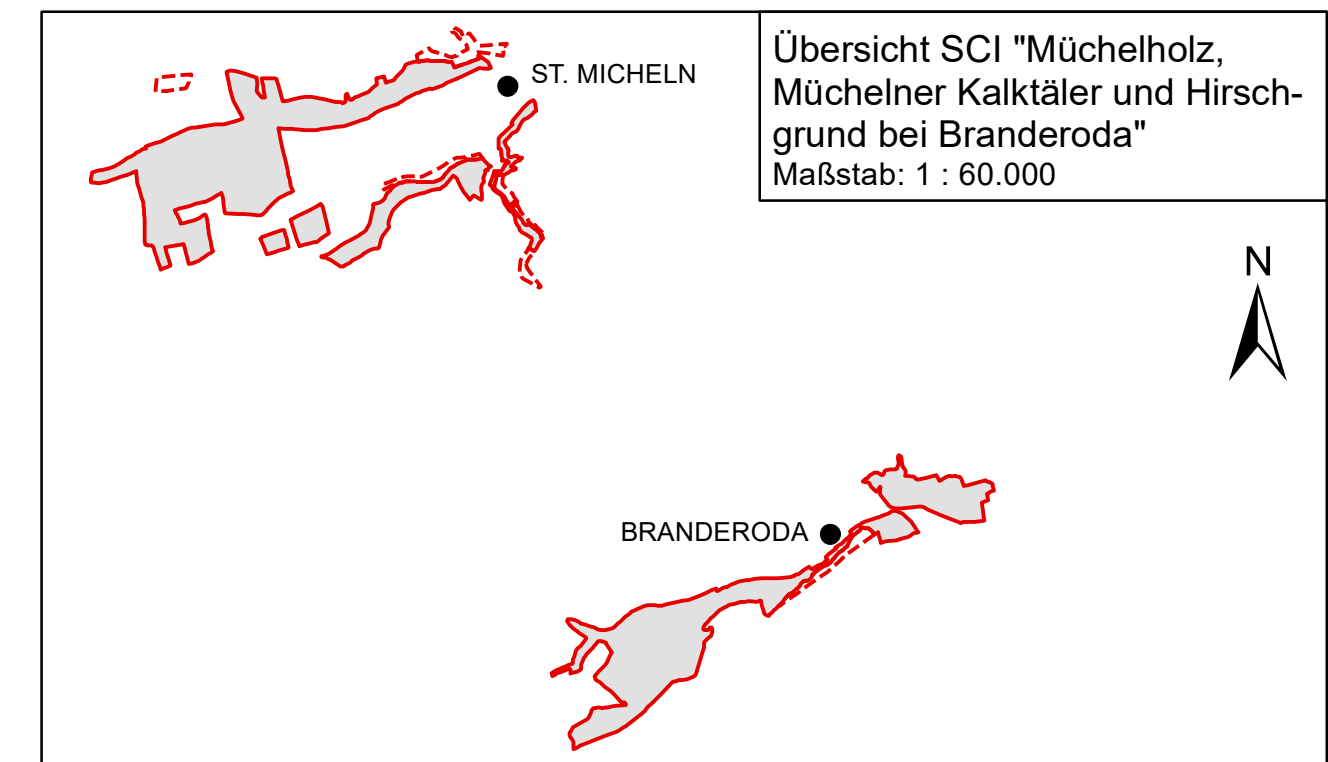 Übersicht SCI "Müchelholz,
Müchelner Kalktäler und Hirsch-
grund bei Branderoda"
Maßstab: 1 : 60.000
ST. MICHELN
N
BRANDERODA